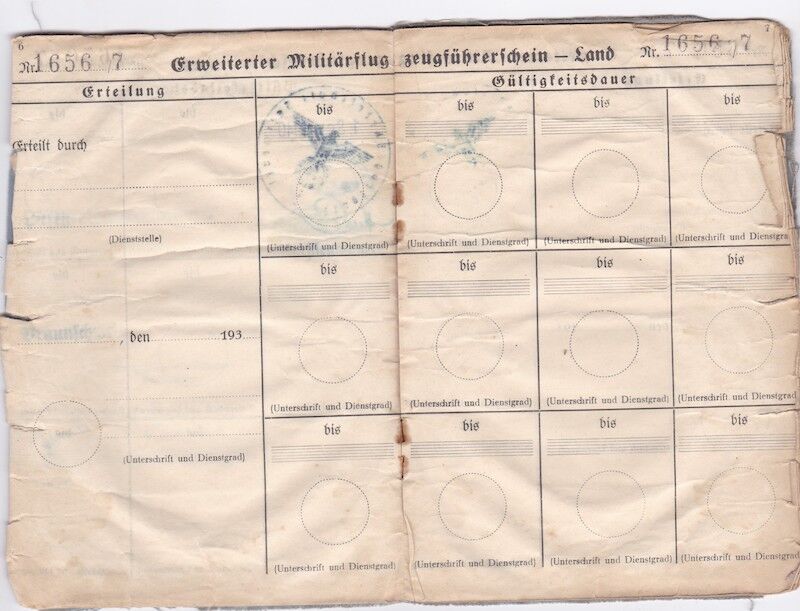 6
Nr. 1656 /7 Erweiterter Militärflug
Erteilung
Erteilt durch
(Dienststelle)
, den 193
(Unterschrift und Dienstgrad)
bis
(Unterschrift und Dienstgrad)
bis
(Unterschrift und Dienstgrad)
bis
(Unterschrift und Dienstgrad)
7
zeugführerschein – Land Nr. 1656 /7
Gültigkeitsdauer
bis bis bis
(Unterschrift und Dienstgrad) (Unterschrift und Dienstgrad) (Unterschrift und Dienstgrad)
bis bis bis
(Unterschrift und Dienstgrad) (Unterschrift und Dienstgrad) (Unterschrift und Dienstgrad)
bis bis bis
(Unterschrift und Dienstgrad) (Unterschrift und Dienstgrad) (Unterschrift und Dienstgrad)